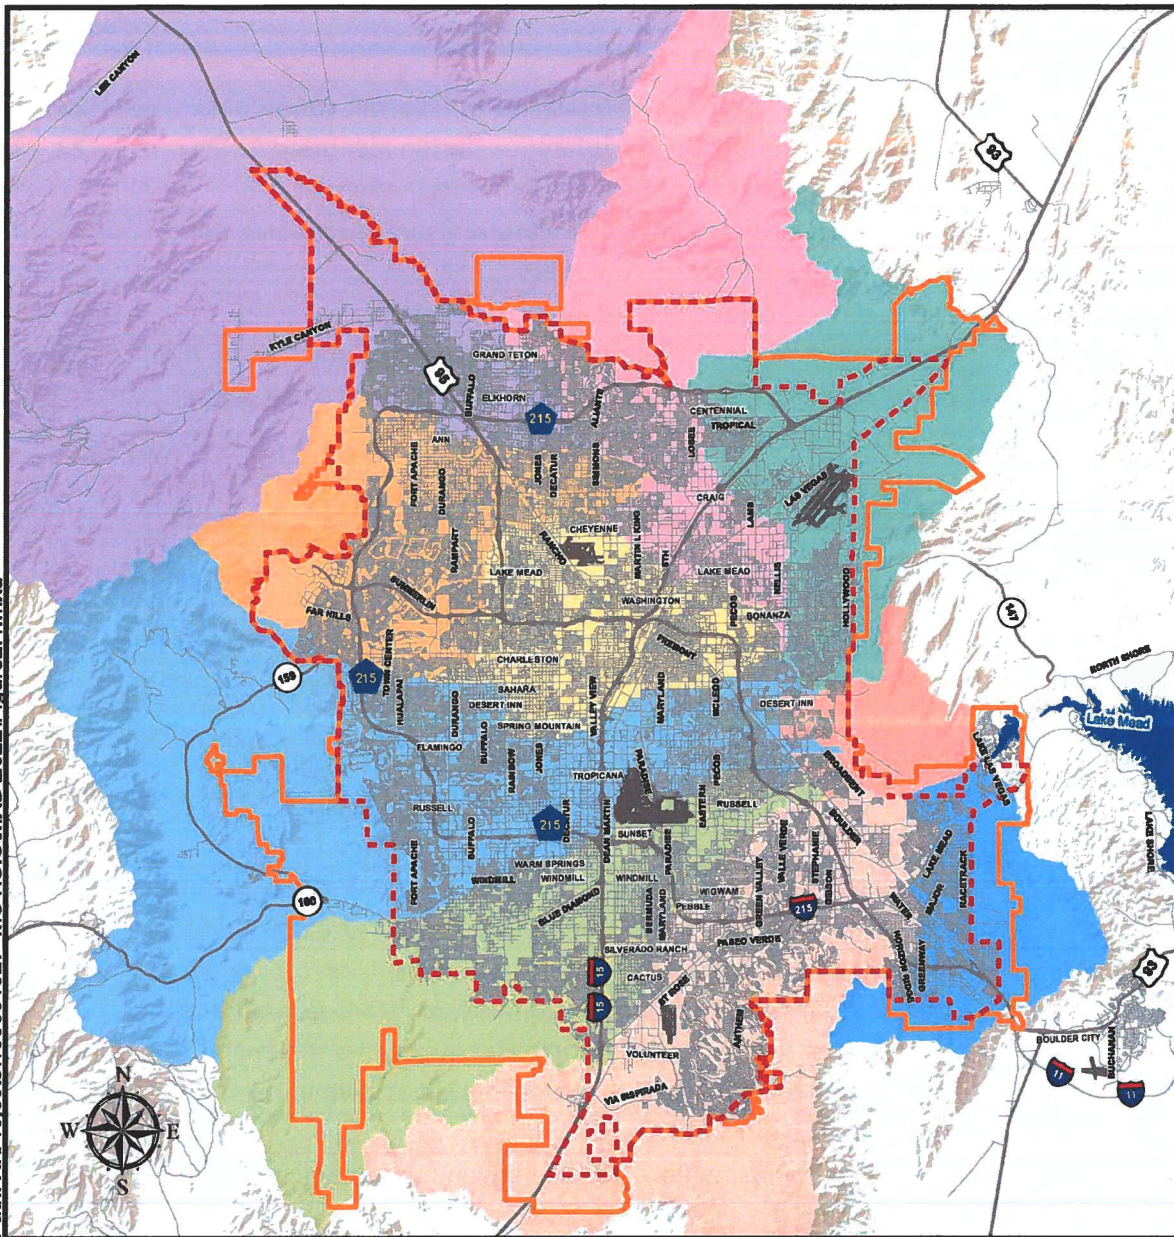 LEE CANYON
93
KYLE CANYON
GRAND TETON
95
BUFFALO
ELKHORN
ALIANTE
215
CENTENNIAL
TROPICAL
ANN
LOSEE
FORT APACHE
DURANGO
JONES
DECATUR
SIMMONS
CRAIG
LAS VEGAS
LAMB
CHEYENNE
RANCHO
MARTIN L KING
5TH
RAMPART
LAKE MEAD
LAKE MEAD
NELLIS
SUMMERLIN
WASHINGTON
HOLLYWOOD
FAR HILLS
PECOS
BONANZA
147
FREMONT
NORTH SHORE
159
215
TOWN CENTER
CHARLESTON
HUALAPAI
SAHARA
VALLEY VIEW
MARYLAND
MCLEOD
DURANGO
DESERT INN
DESERT INN
Lake Mead
BUFFALO
SPRING MOUNTAIN
FLAMINGO
RAINBOW
JONES
LAKE LAS VEGAS
TROPICANA
PARADISE
PECOS
BROADBENT
RUSSELL
EASTERN
RUSSELL
BOULDER
BUFFALO
215
DECATUR
DEAN MARTIN
SUNSET
PARADISE
VALLE VERDE
STEPHANIE
LAKE MEAD
LAKE SHORE
FORT APACHE
WARM SPRINGS
WINDMILL
WINDMILL
WINDMILL
GREEN VALLEY
GIBSON
MAJOR
RACETRACK
160
BLUE DIAMOND
BERMUDA
MARYLAND
WIGWAM
PEBBLE
215
WATER
SILVERADO RANCH
PASEO VERDE
HORIZON
GREENWAY
15
CACTUS
ST ROSE
93
15
ANTHEM
VOLUNTEER
BOULDER CITY
BUCHANAN
11
11
VIA INSPIRADA
N
W E
S